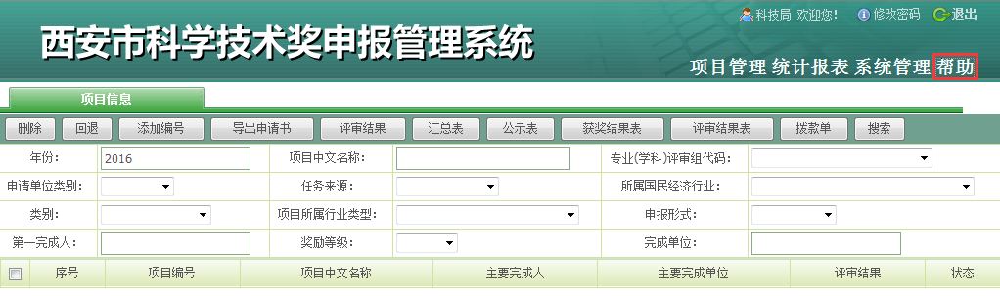 科技局 欢迎您! 修改密码 退出
西安市科学技术奖申报管理系统
项目管理 统计报表 系统管理 帮助
项目信息
删除 回退 添加编号 导出申请书 评审结果 汇总表 公示表 获奖结果表 评审结果表 拨款单 搜索
年份: 2016 项目中文名称: 专业(学科)评审组代码:
申请单位类别: 任务来源: 所属国民经济行业:
类别: 项目所属行业类型: 申报形式:
第一完成人: 奖励等级: 完成单位:
序号 项目编号 项目中文名称 主要完成人 主要完成单位 评审结果 状态